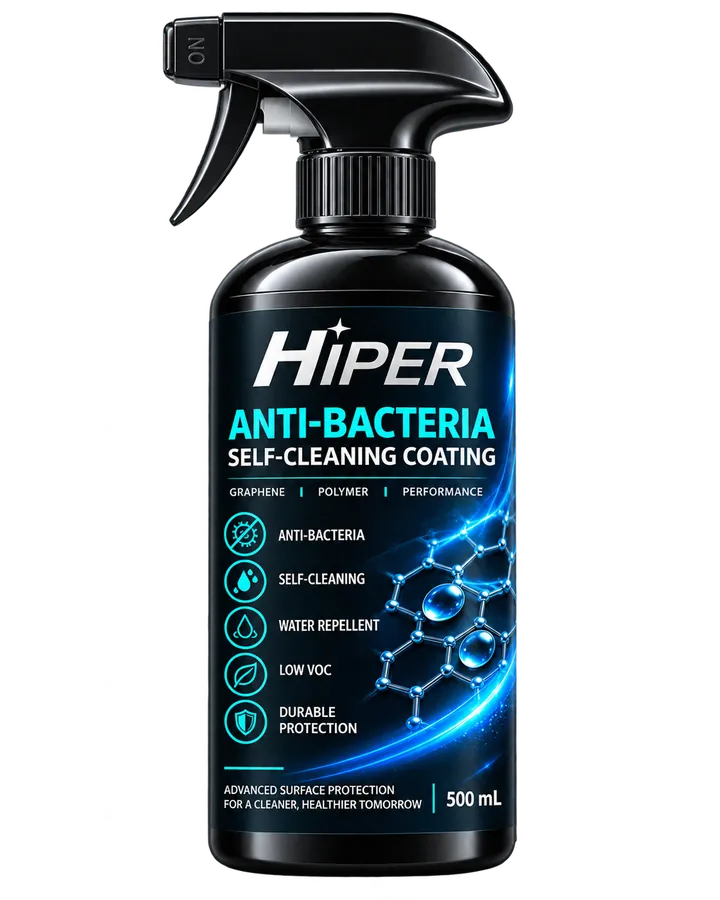 ON
HiPER
ANTI-BACTERIA
SELF-CLEANING COATING
GRAPHENE | POLYMER | PERFORMANCE
ANTI-BACTERIA
SELF-CLEANING
WATER REPELLENT
LOW VOC
DURABLE
PROTECTION
ADVANCED SURFACE PROTECTION
FOR A CLEANER, HEALTHIER TOMORROW | 500 mL